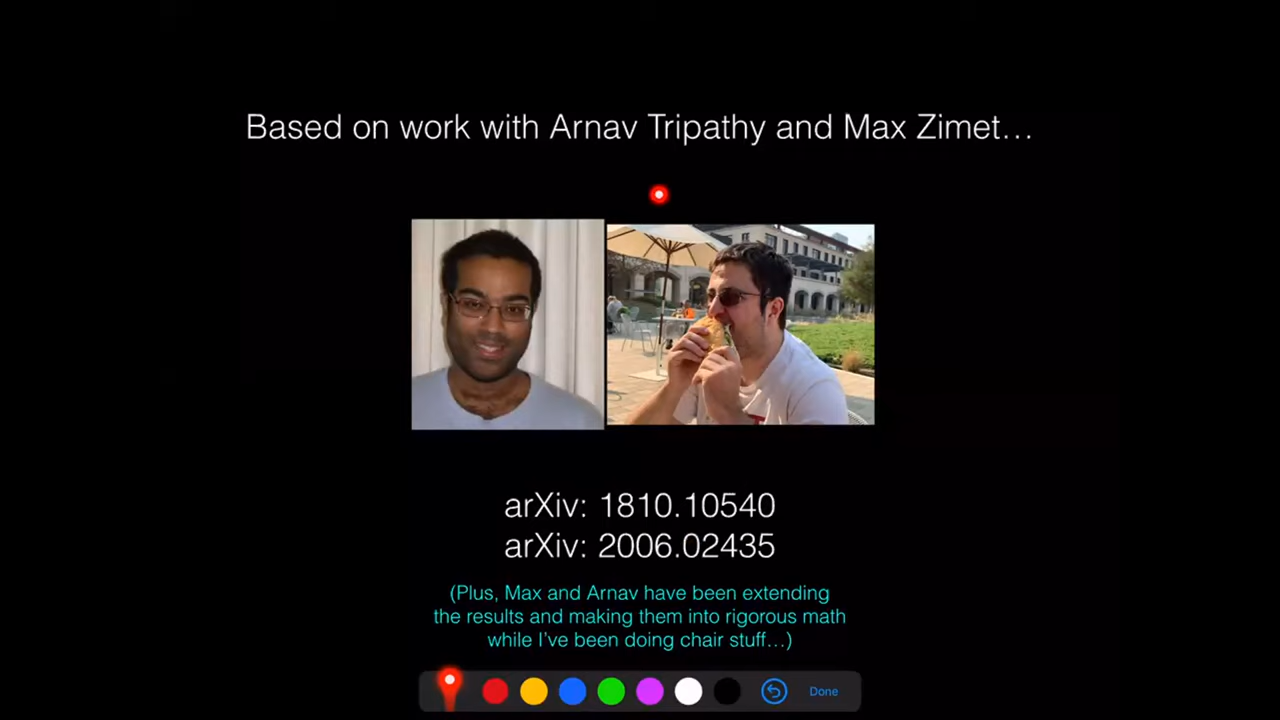 Based on work with Arnav Tripathy and Max Zimet...
arXiv: 1810.10540
arXiv: 2006.02435
(Plus, Max and Arnav have been extending
the results and making them into rigorous math
while I've been doing chair stuff...)
Done